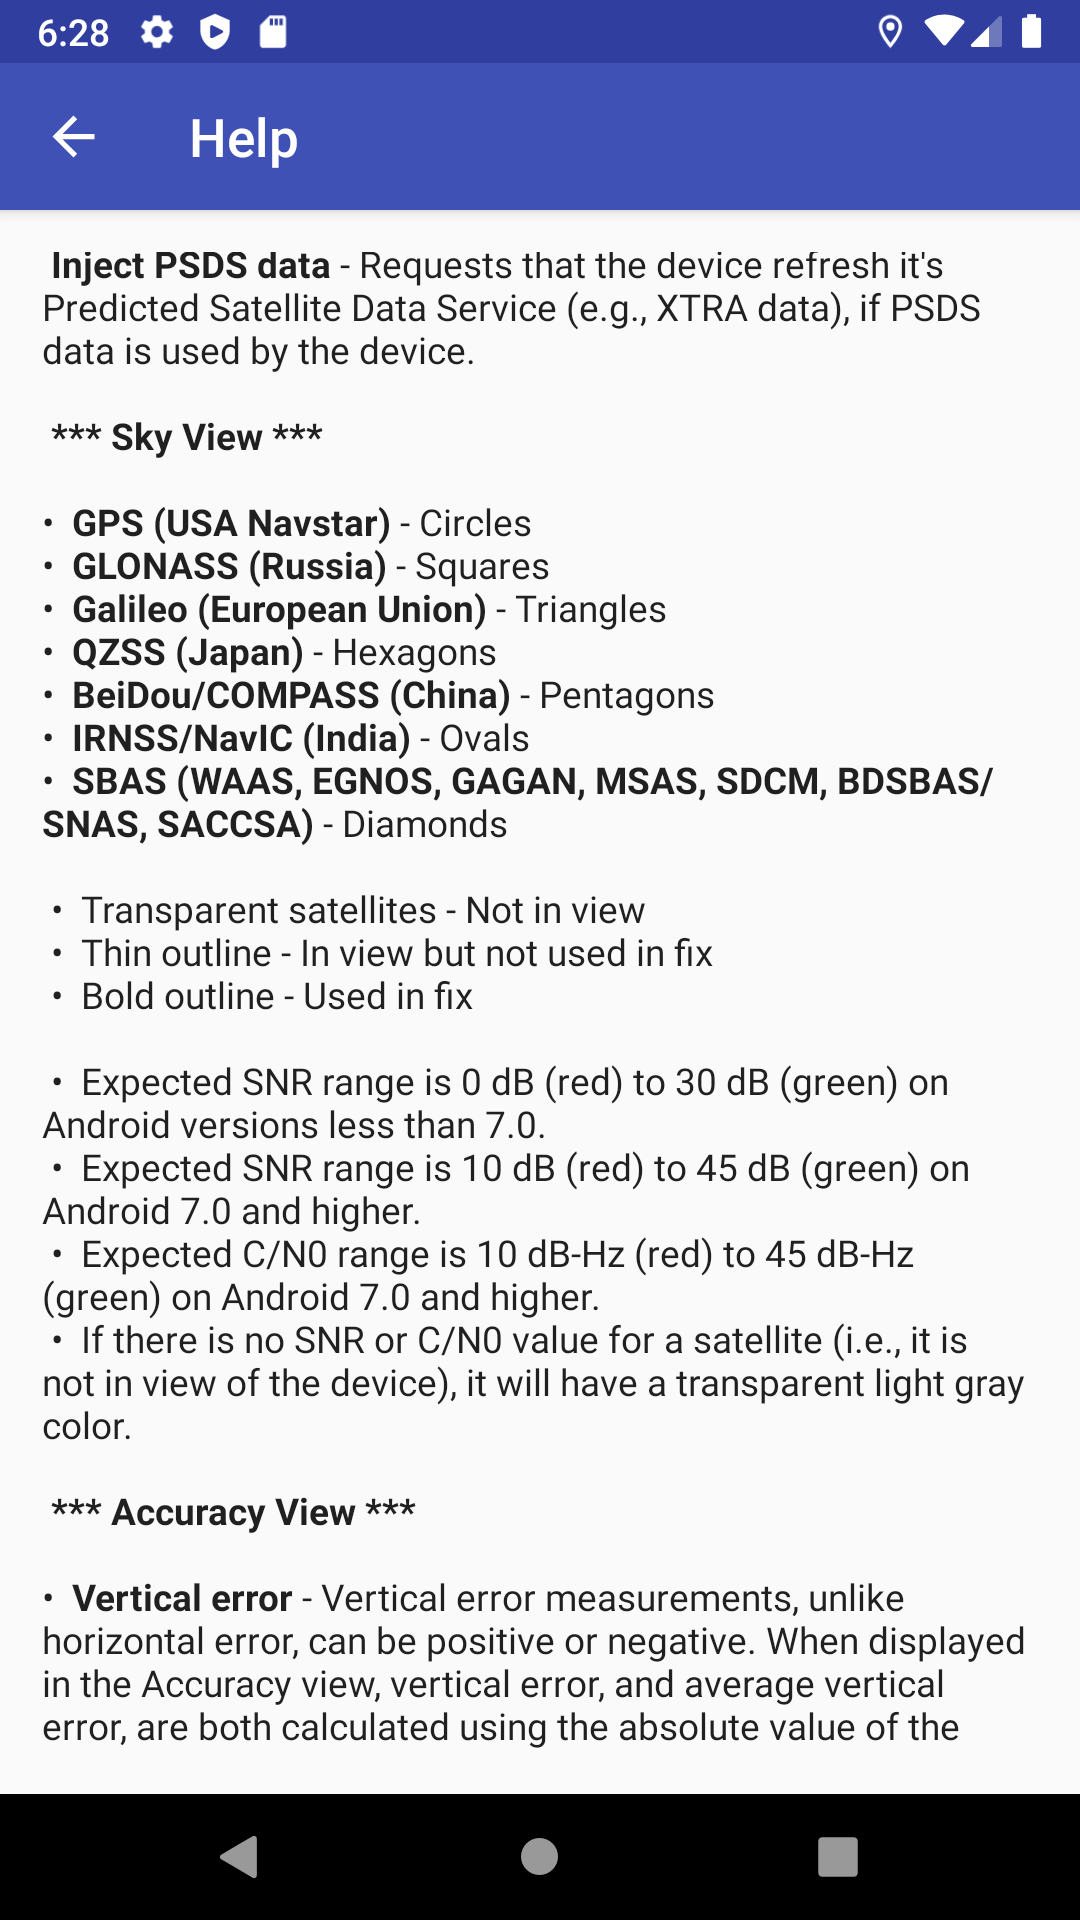 6:28
Help
Inject PSDS data - Requests that the device refresh it's
Predicted Satellite Data Service (e.g., XTRA data), if PSDS
data is used by the device.
*** Sky View ***
• GPS (USA Navstar) - Circles
• GLONASS (Russia) - Squares
• Galileo (European Union) - Triangles
• QZSS (Japan) - Hexagons
• BeiDou/COMPASS (China) - Pentagons
• IRNSS/NavIC (India) - Ovals
• SBAS (WAAS, EGNOS, GAGAN, MSAS, SDCM, BDSBAS/
SNAS, SACCSA) - Diamonds
• Transparent satellites - Not in view
• Thin outline - In view but not used in fix
• Bold outline - Used in fix
• Expected SNR range is 0 dB (red) to 30 dB (green) on
Android versions less than 7.0.
• Expected SNR range is 10 dB (red) to 45 dB (green) on
Android 7.0 and higher.
• Expected C/N0 range is 10 dB-Hz (red) to 45 dB-Hz
(green) on Android 7.0 and higher.
• If there is no SNR or C/N0 value for a satellite (i.e., it is
not in view of the device), it will have a transparent light gray
color.
*** Accuracy View ***
• Vertical error - Vertical error measurements, unlike
horizontal error, can be positive or negative. When displayed
in the Accuracy view, vertical error, and average vertical
error, are both calculated using the absolute value of the